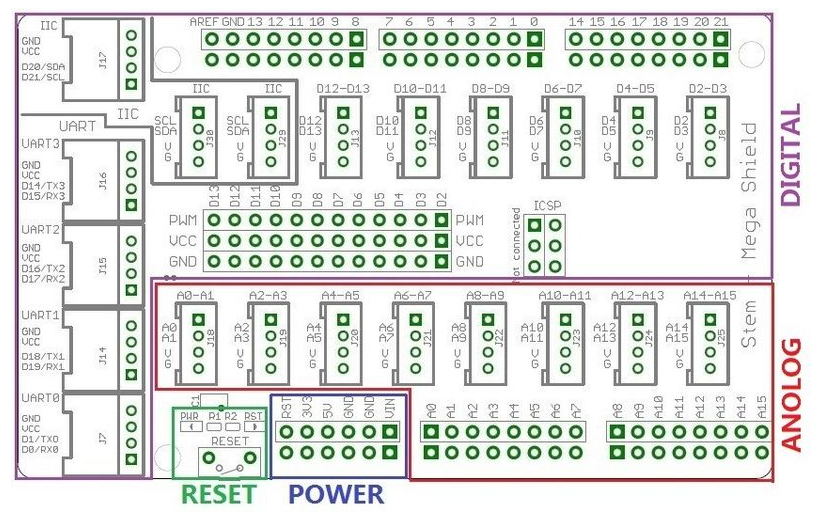 IIC
GND
VCC
D20/SDA
D21/SCL
J17
IIC
AREF GND 13 12 11 10 9 8
7 6 5 4 3 2 1 0
14 15 16 17 18 19 20 21
IIC
SCL
SDA
V
G
J30
IIC
SCL
SDA
V
G
J29
D12-D13
D12
D13
V
G
J13
D10-D11
D10
D11
V
G
J12
D8-D9
D8
D9
V
G
J11
D6-D7
D6
D7
V
G
J10
D4-D5
D4
D5
V
G
J9
D2-D3
D2
D3
V
G
J8
DIGITAL
UART
UART3
GND
VCC
D14/TX3
D15/RX3
J16
UART2
GND
VCC
D16/TX2
D17/RX2
J15
UART1
GND
VCC
D18/TX1
D19/RX1
J14
UART0
GND
VCC
D1/TX0
D0/RX0
J7
D13 D12 D11 D10 D9 D8 D7 D6 D5 D4 D3 D2
PWM PWM
VCC VCC
GND GND
Not connected
ICSP
Stem - Mega Shield
A0-A1
A0
A1
V
G
J18
A2-A3
A2
A3
V
G
J19
A4-A5
A4
A5
V
G
J20
A6-A7
A6
A7
V
G
J21
A8-A9
A8
A9
V
G
J22
A10-A11
A10
A11
V
G
J23
A12-A13
A12
A13
V
G
J24
A14-A15
A14
A15
V
G
J25
ANOLOG
C1
PWR R1 R2 RST
RESET
RST 3V3 5V GND GND VIN
A0 A1 A2 A3 A4 A5 A6 A7
A8 A9 A10 A11 A12 A13 A14 A15
RESET
POWER